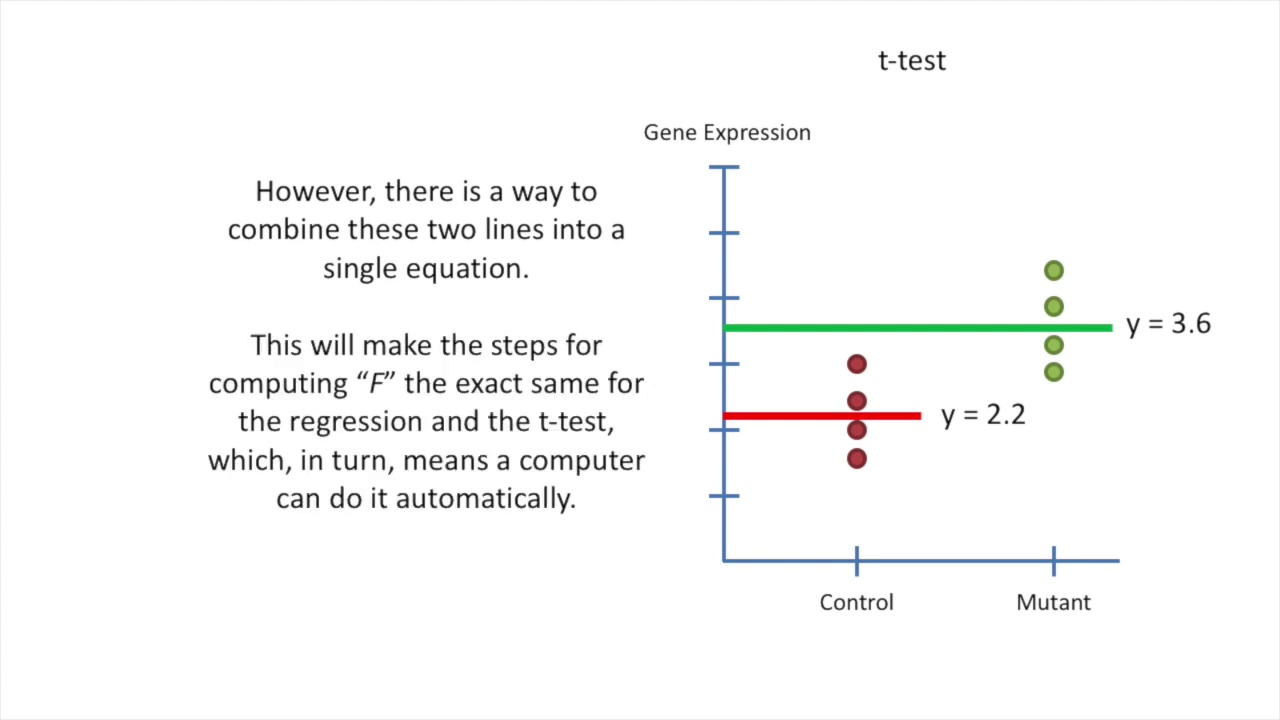 t-test
Gene Expression
However, there is a way to
combine these two lines into a
single equation.
This will make the steps for
computing “F” the exact same for
the regression and the t-test,
which, in turn, means a computer
can do it automatically.
y = 3.6
y = 2.2
Control
Mutant